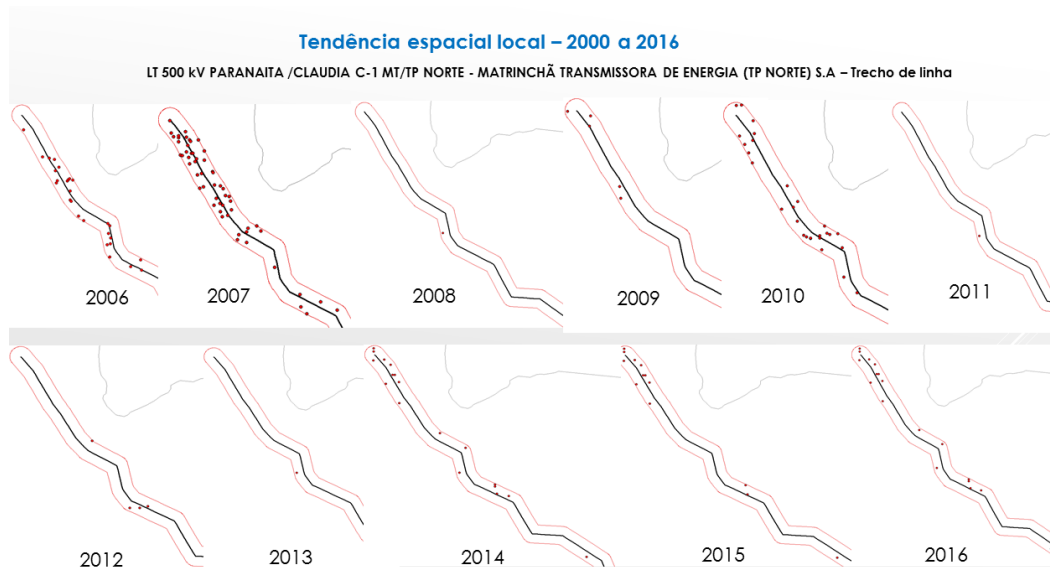 Tendência espacial local – 2000 a 2016
LT 500 kV PARANAITA /CLAUDIA C-1 MT/TP NORTE - MATRINCHÃ TRANSMISSORA DE ENERGIA (TP NORTE) S.A – Trecho de linha
2006 2007 2008 2009 2010 2011
2012 2013 2014 2015 2016